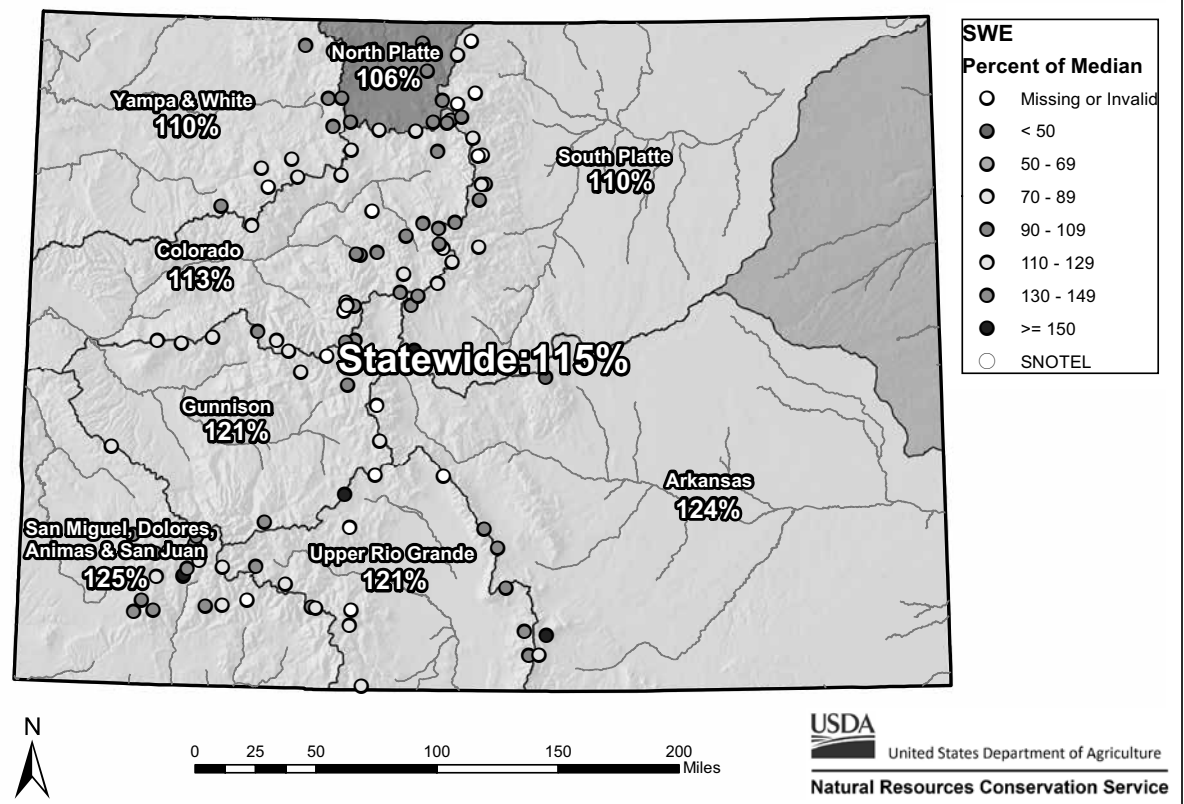 North Platte
106%
Yampa & White
110%
South Platte
110%
Colorado
113%
Statewide:115%
Gunnison
121%
Arkansas
124%
San Miguel, Dolores,
Animas & San Juan
125%
Upper Rio Grande
121%
SWE
Percent of Median
Missing or Invalid
< 50
50 - 69
70 - 89
90 - 109
110 - 129
130 - 149
>= 150
SNOTEL
N
0 25 50 100 150 200
Miles
USDA
United States Department of Agriculture
Natural Resources Conservation Service